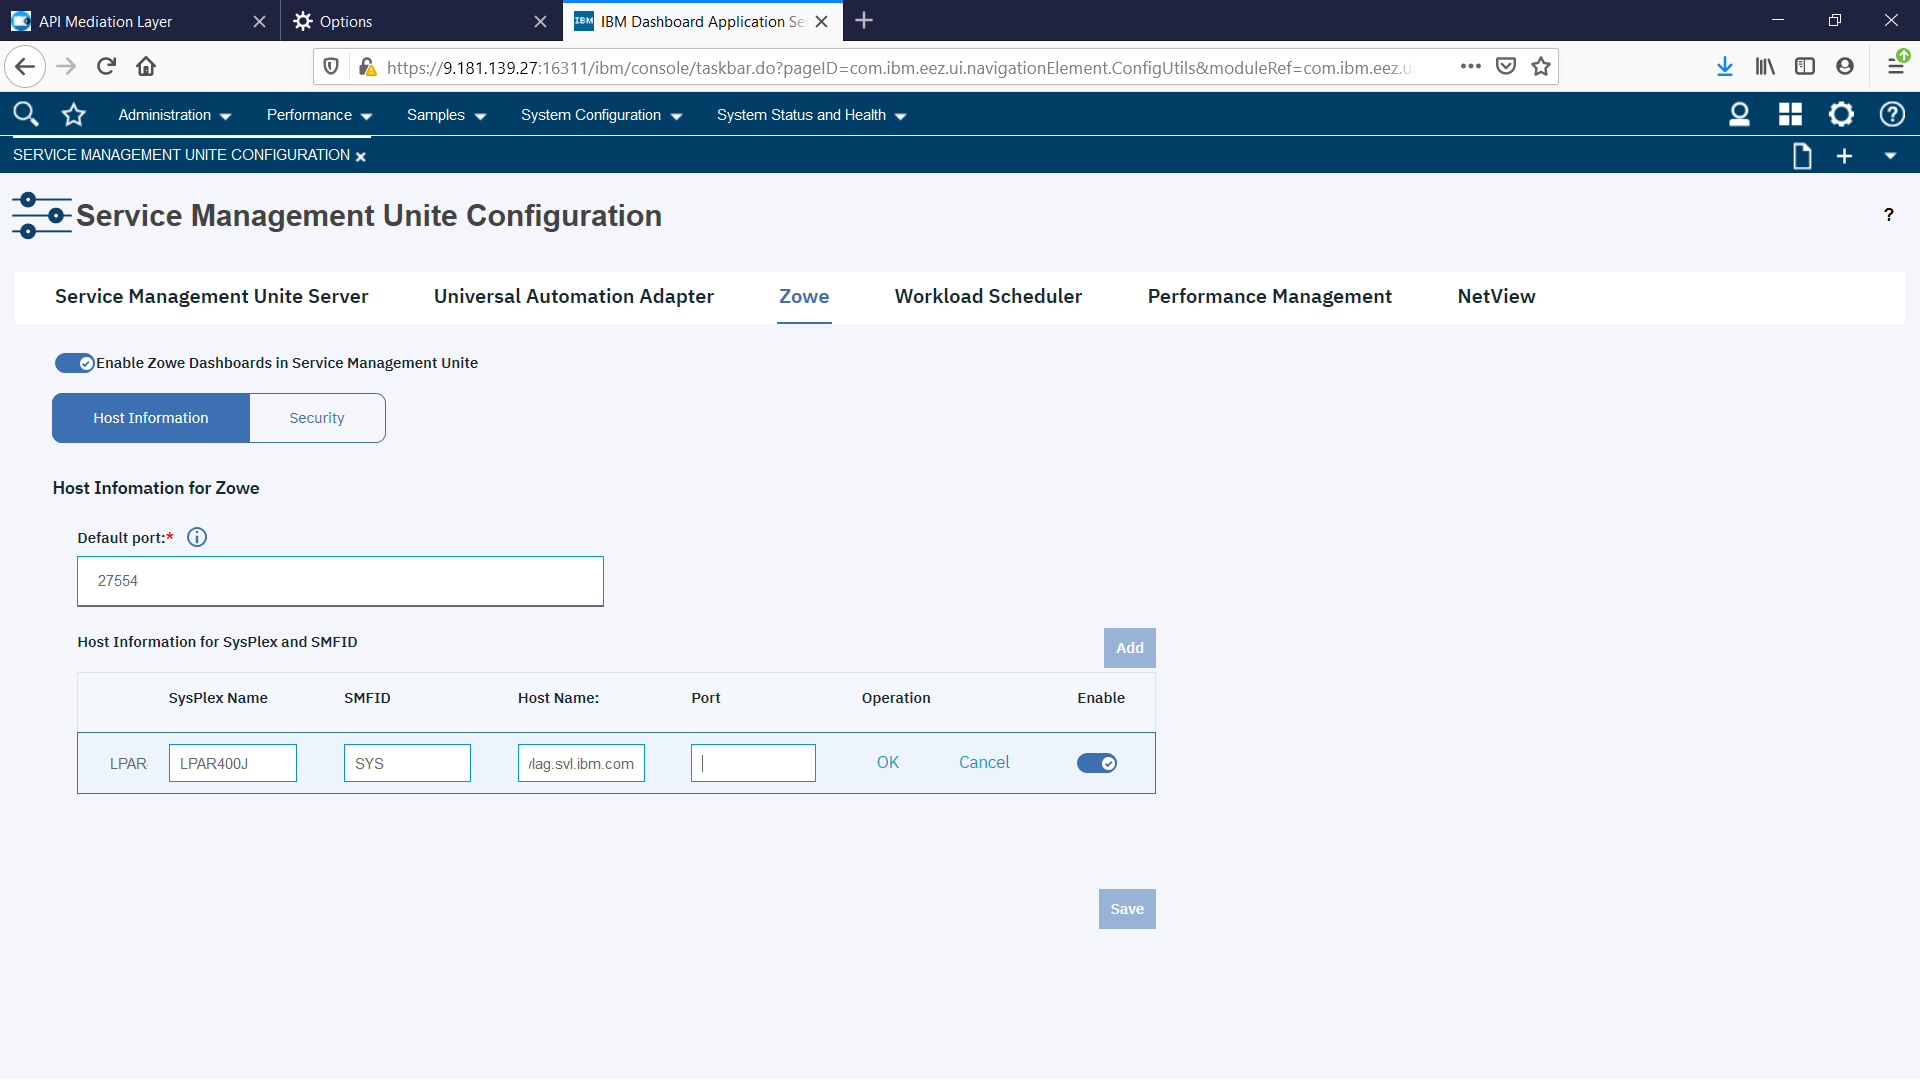 API Mediation Layer
Options
IBM Dashboard Application Se
https://9.181.139.27:16311/ibm/console/taskbar.do?pageID=com.ibm.eez.ui.navigationElement.ConfigUtils&moduleRef=com.ibm.eez.u
Administration Performance Samples System Configuration System Status and Health
SERVICE MANAGEMENT UNITE CONFIGURATION
Service Management Unite Configuration
?
Service Management Unite Server Universal Automation Adapter Zowe Workload Scheduler Performance Management NetView
Enable Zowe Dashboards in Service Management Unite
Host Information Security
Host Infomation for Zowe
Default port:*
27554
Host Information for SysPlex and SMFID
Add
SysPlex Name SMFID Host Name: Port Operation Enable
LPAR LPAR400J SYS lag.svl.ibm.com OK Cancel
Save